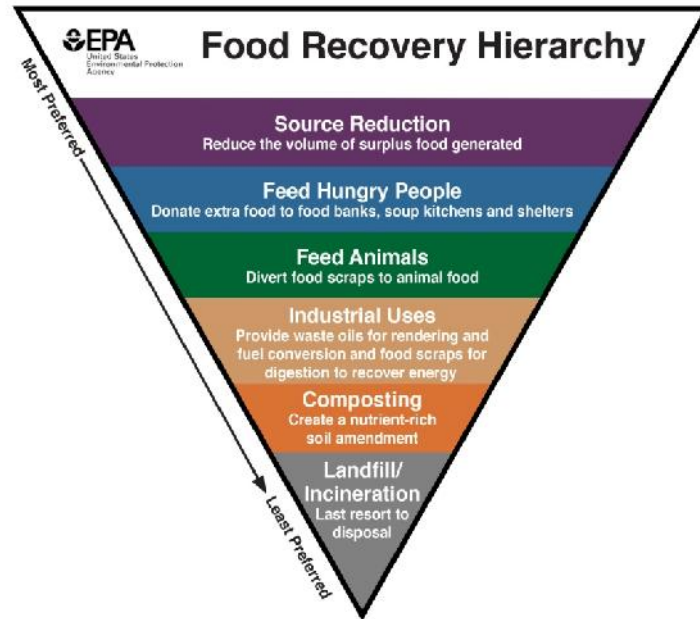 EPA
United States
Environmental Protection
Agency
Food Recovery Hierarchy
Most Preferred
Source Reduction
Reduce the volume of surplus food generated
Feed Hungry People
Donate extra food to food banks, soup kitchens and shelters
Feed Animals
Divert food scraps to animal food
Industrial Uses
Provide waste oils for rendering and
fuel conversion and food scraps for
digestion to recover energy
Composting
Create a nutrient-rich
soil amendment
Landfill/
Incineration
Last resort to
disposal
Least Preferred